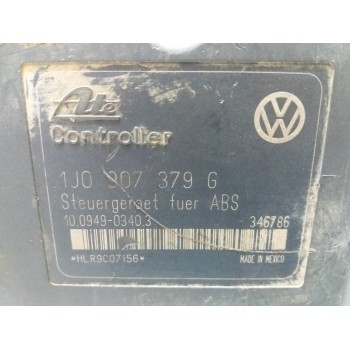 Ate
Controller
1J0 907 379 G
Steuergeraet fuer ABS
10.0949-0340.3 346786
*HLR9C07156*
MADE IN MEXICO